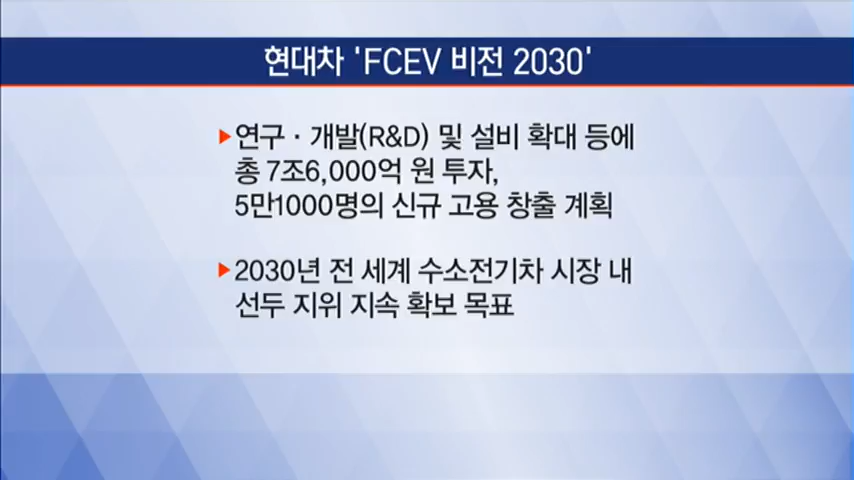 현대차 'FCEV 비전 2030'
▶연구·개발(R&D) 및 설비 확대 등에
총 7조6,000억 원 투자,
5만1000명의 신규 고용 창출 계획
▶2030년 전 세계 수소전기차 시장 내
선두 지위 지속 확보 목표